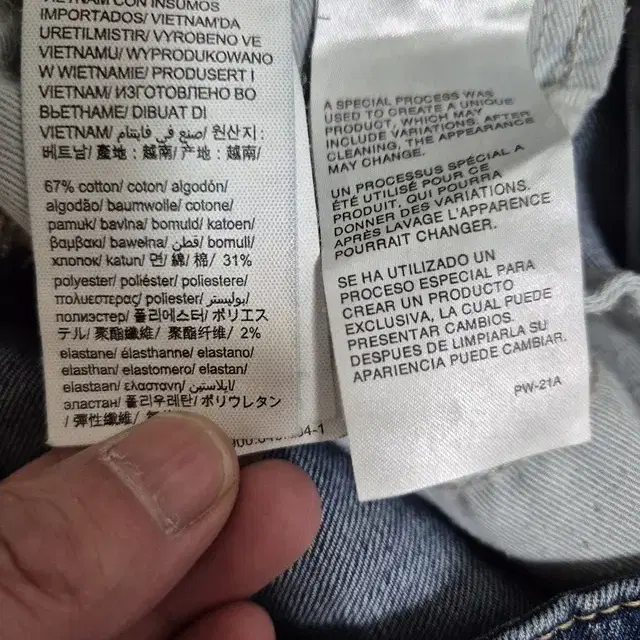 VIETNAM CON INSUMOS
IMPORTADOS/ VIETNAM'DA
ÜRETILMISTIR/ VYROBENO VE
VIETNAMU/ WYPRODUKOWANO
W WIETNAMIE/ PRODUSERT I
VIETNAM/ ИЗГОТОВЛЕНО ВО
ВЬЕТНАМЕ/ DIBUAT DI
VIETNAM/ صنع في فايتنام/ 원산지 :
베트남/ 產地 : 越南/ 产地 : 越南/
67% cotton/ coton/ algodón/
algodão/ baumwolle/ cotone/
pamuk/ bavlna/ bomuld/ katoen/
βαμβακι/ bawełna/ قطن/ bomull/
хлопок/ katun/ 면/ 綿/ 棉/ 31%
polyester/ poliéster/ poliestere/
πολυεστερας/ poliester/ بوليستر/
полиэстер/ 폴리에스터/ ポリエス
テル/ 聚酯纖維/ 聚酯纤维/ 2%
elastane/ élasthanne/ elastano/
elasthan/ elastomero/ elastan/
elastaan/ ελαστανη/ ايلاستين/
эластан/ 폴리우레탄/ ポリウレタン
/ 彈性纖維/
A SPECIAL PROCESS WAS
USED TO CREATE A UNIQUE
PRODUCT, WHICH MAY
INCLUDE VARIATIONS. AFTER
CLEANING, THE APPEARANCE
MAY CHANGE.
UN PROCESSUS SPÉCIAL A
ÉTÉ UTILISÉ POUR CE
PRODUIT, QUI POURRA
DONNER DES VARIATIONS.
APRÈS LAVAGE L'APPARENCE
POURRAIT CHANGER.
SE HA UTILIZADO UN
PROCESO ESPECIAL PARA
CREAR UN PRODUCTO
EXCLUSIVA, LA CUAL PUEDE
PRESENTAR CAMBIOS.
DESPUES DE LIMPIARLA SU
APARIENCIA PUEDE CAMBIAR.
PW-21A